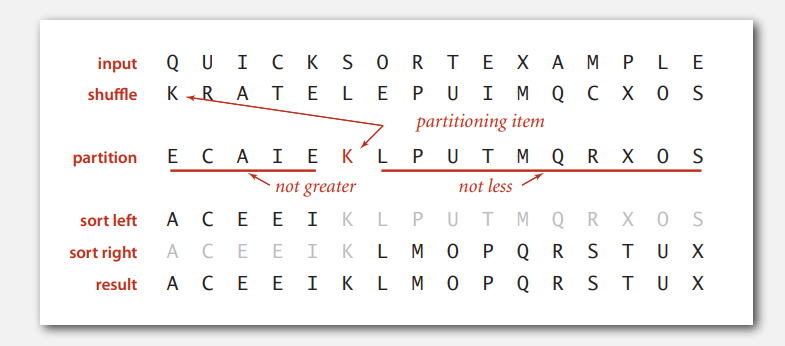 input Q U I C K S O R T E X A M P L E
shuffle K R A T E L E P U I M Q C X O S
partitioning item
partition E C A I E K L P U T M Q R X O S
not greater not less
sort left A C E E I K L P U T M Q R X O S
sort right A C E E I K L M O P Q R S T U X
result A C E E I K L M O P Q R S T U X